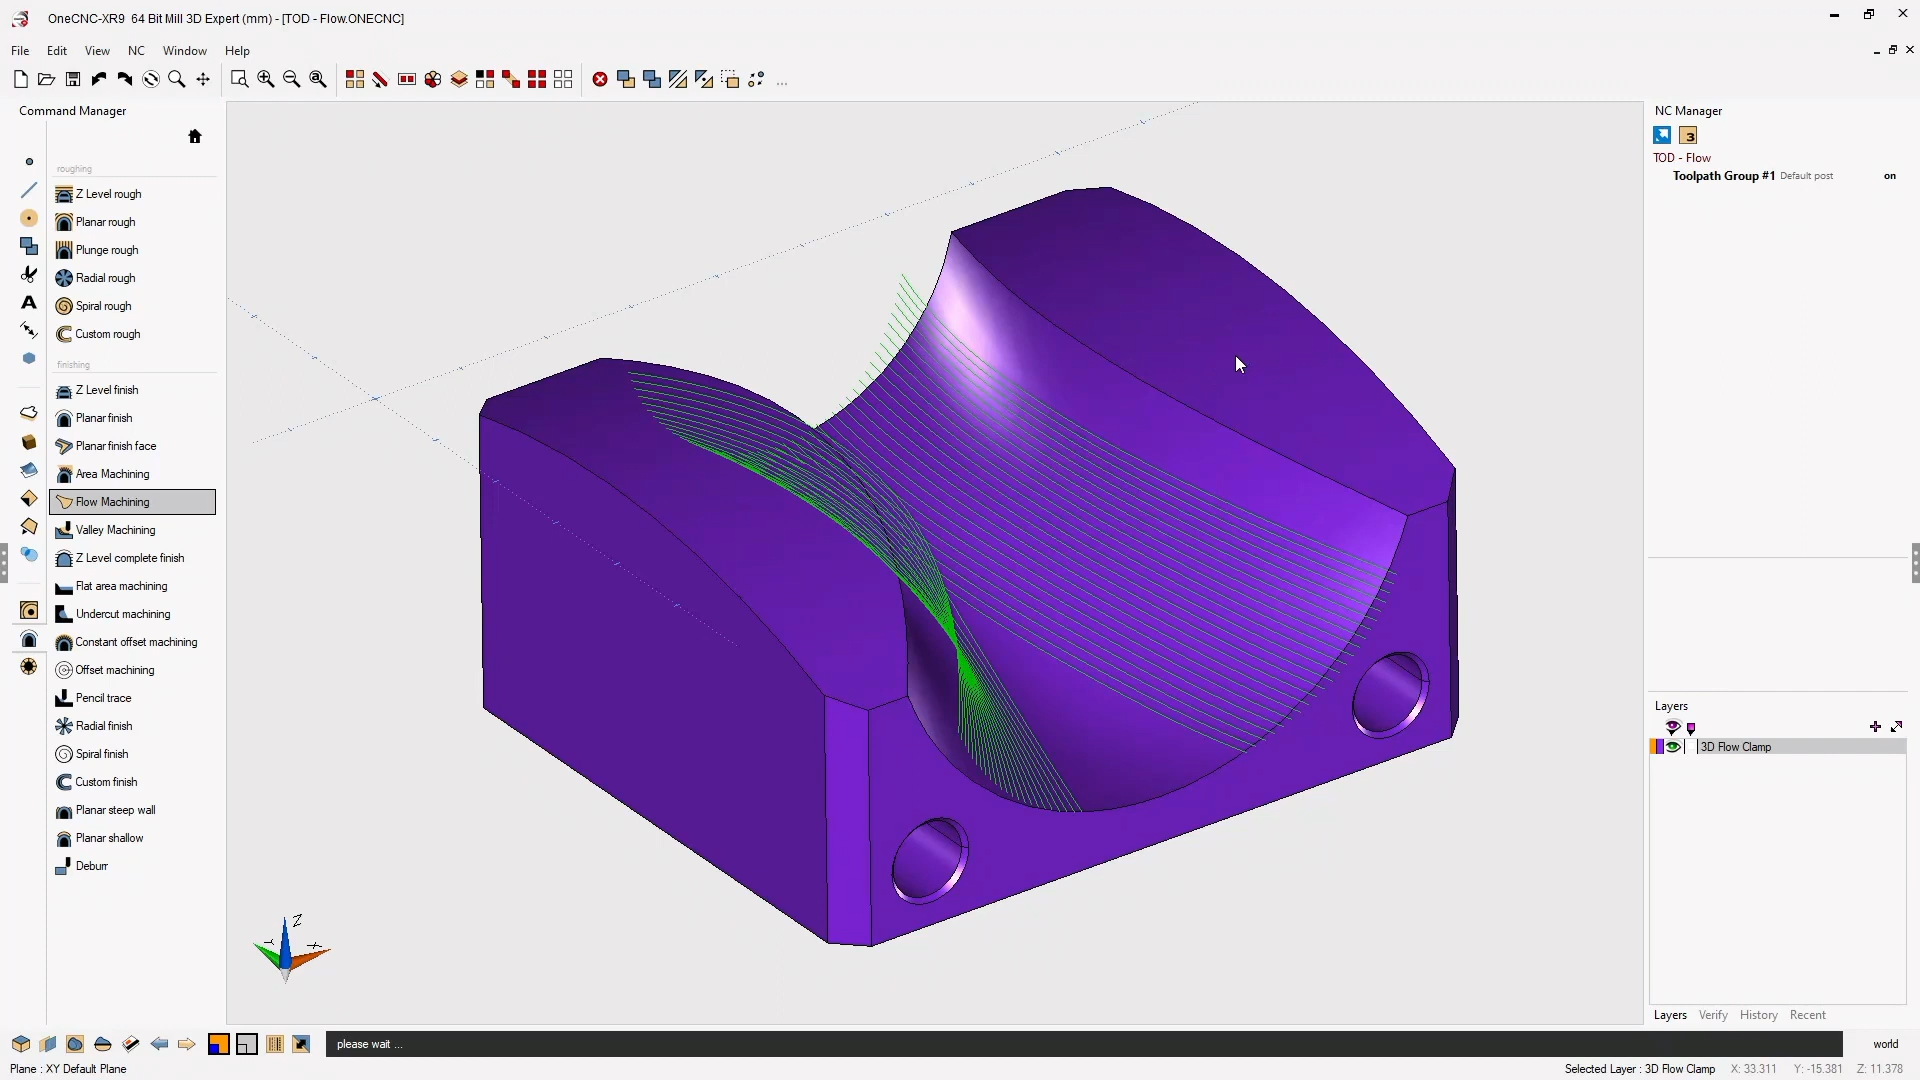 OneCNC-XR9 64 Bit Mill 3D Expert (mm) - [TOD - Flow.ONECNC]
File Edit View NC Window Help
...
Command Manager
roughing
Z Level rough
Planar rough
Plunge rough
Radial rough
Spiral rough
Custom rough
finishing
Z Level finish
Planar finish
Planar finish face
Area Machining
Flow Machining
Valley Machining
Z Level complete finish
Flat area machining
Undercut machining
Constant offset machining
Offset machining
Pencil trace
Radial finish
Spiral finish
Custom finish
Planar steep wall
Planar shallow
Deburr
A
Z
Y
X
NC Manager
3
TOD - Flow
Toolpath Group #1 Default post on
Layers
3D Flow Clamp
Layers Verify History Recent
please wait ...
world
Plane : XY Default Plane
Selected Layer : 3D Flow Clamp X: 33.311 Y: -15.381 Z: 11.378